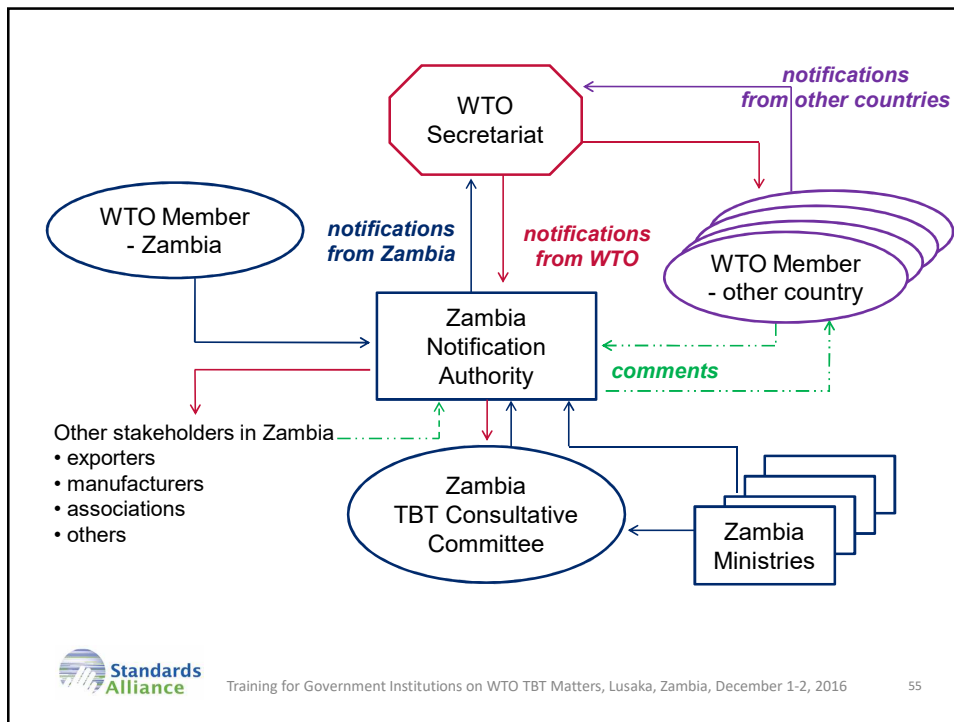 notifications
from other countries
WTO
Secretariat
WTO Member
- Zambia
notifications
from Zambia
notifications
from WTO
WTO Member
- other country
Zambia
Notification
Authority
comments
Other stakeholders in Zambia
• exporters
• manufacturers
• associations
• others
Zambia
TBT Consultative
Committee
Zambia
Ministries
Standards
Alliance
Training for Government Institutions on WTO TBT Matters, Lusaka, Zambia, December 1-2, 2016
55